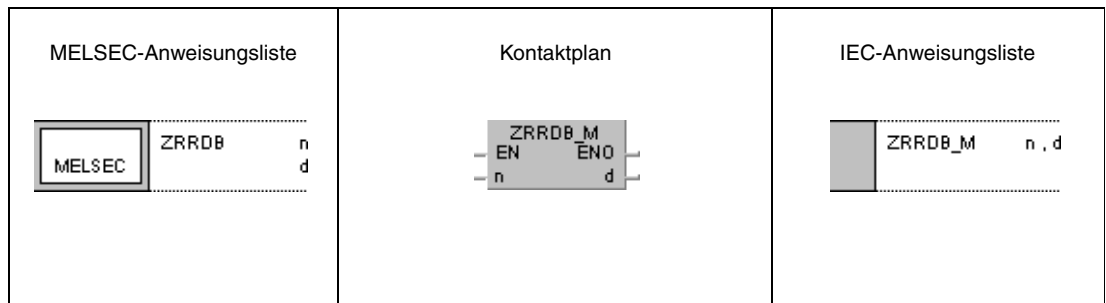 MELSEC-Anweisungsliste
MELSEC
ZRRDB n
d
Kontaktplan
ZRRDB_M
EN ENO
n d
IEC-Anweisungsliste
ZRRDB_M n , d